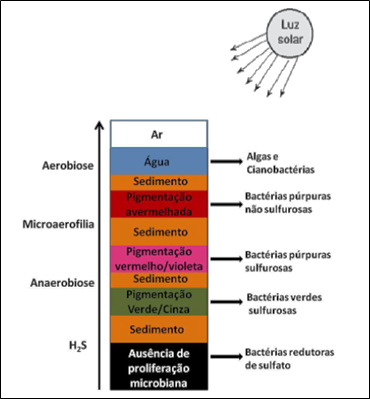 Luz
solar
Ar
Aerobiose
Água
Algas e
Cianobactérias
Sedimento
Pigmentação
avermelhada
Bactérias púrpuras
não sulfurosas
Microaerofilia
Sedimento
Pigmentação
vermelho/violeta
Bactérias púrpuras
sulfurosas
Anaerobiose
Sedimento
Pigmentação
Verde/Cinza
Bactérias verdes
sulfurosas
Sedimento
H₂S
Ausência de
proliferação
microbiana
Bactérias redutoras
de sulfato